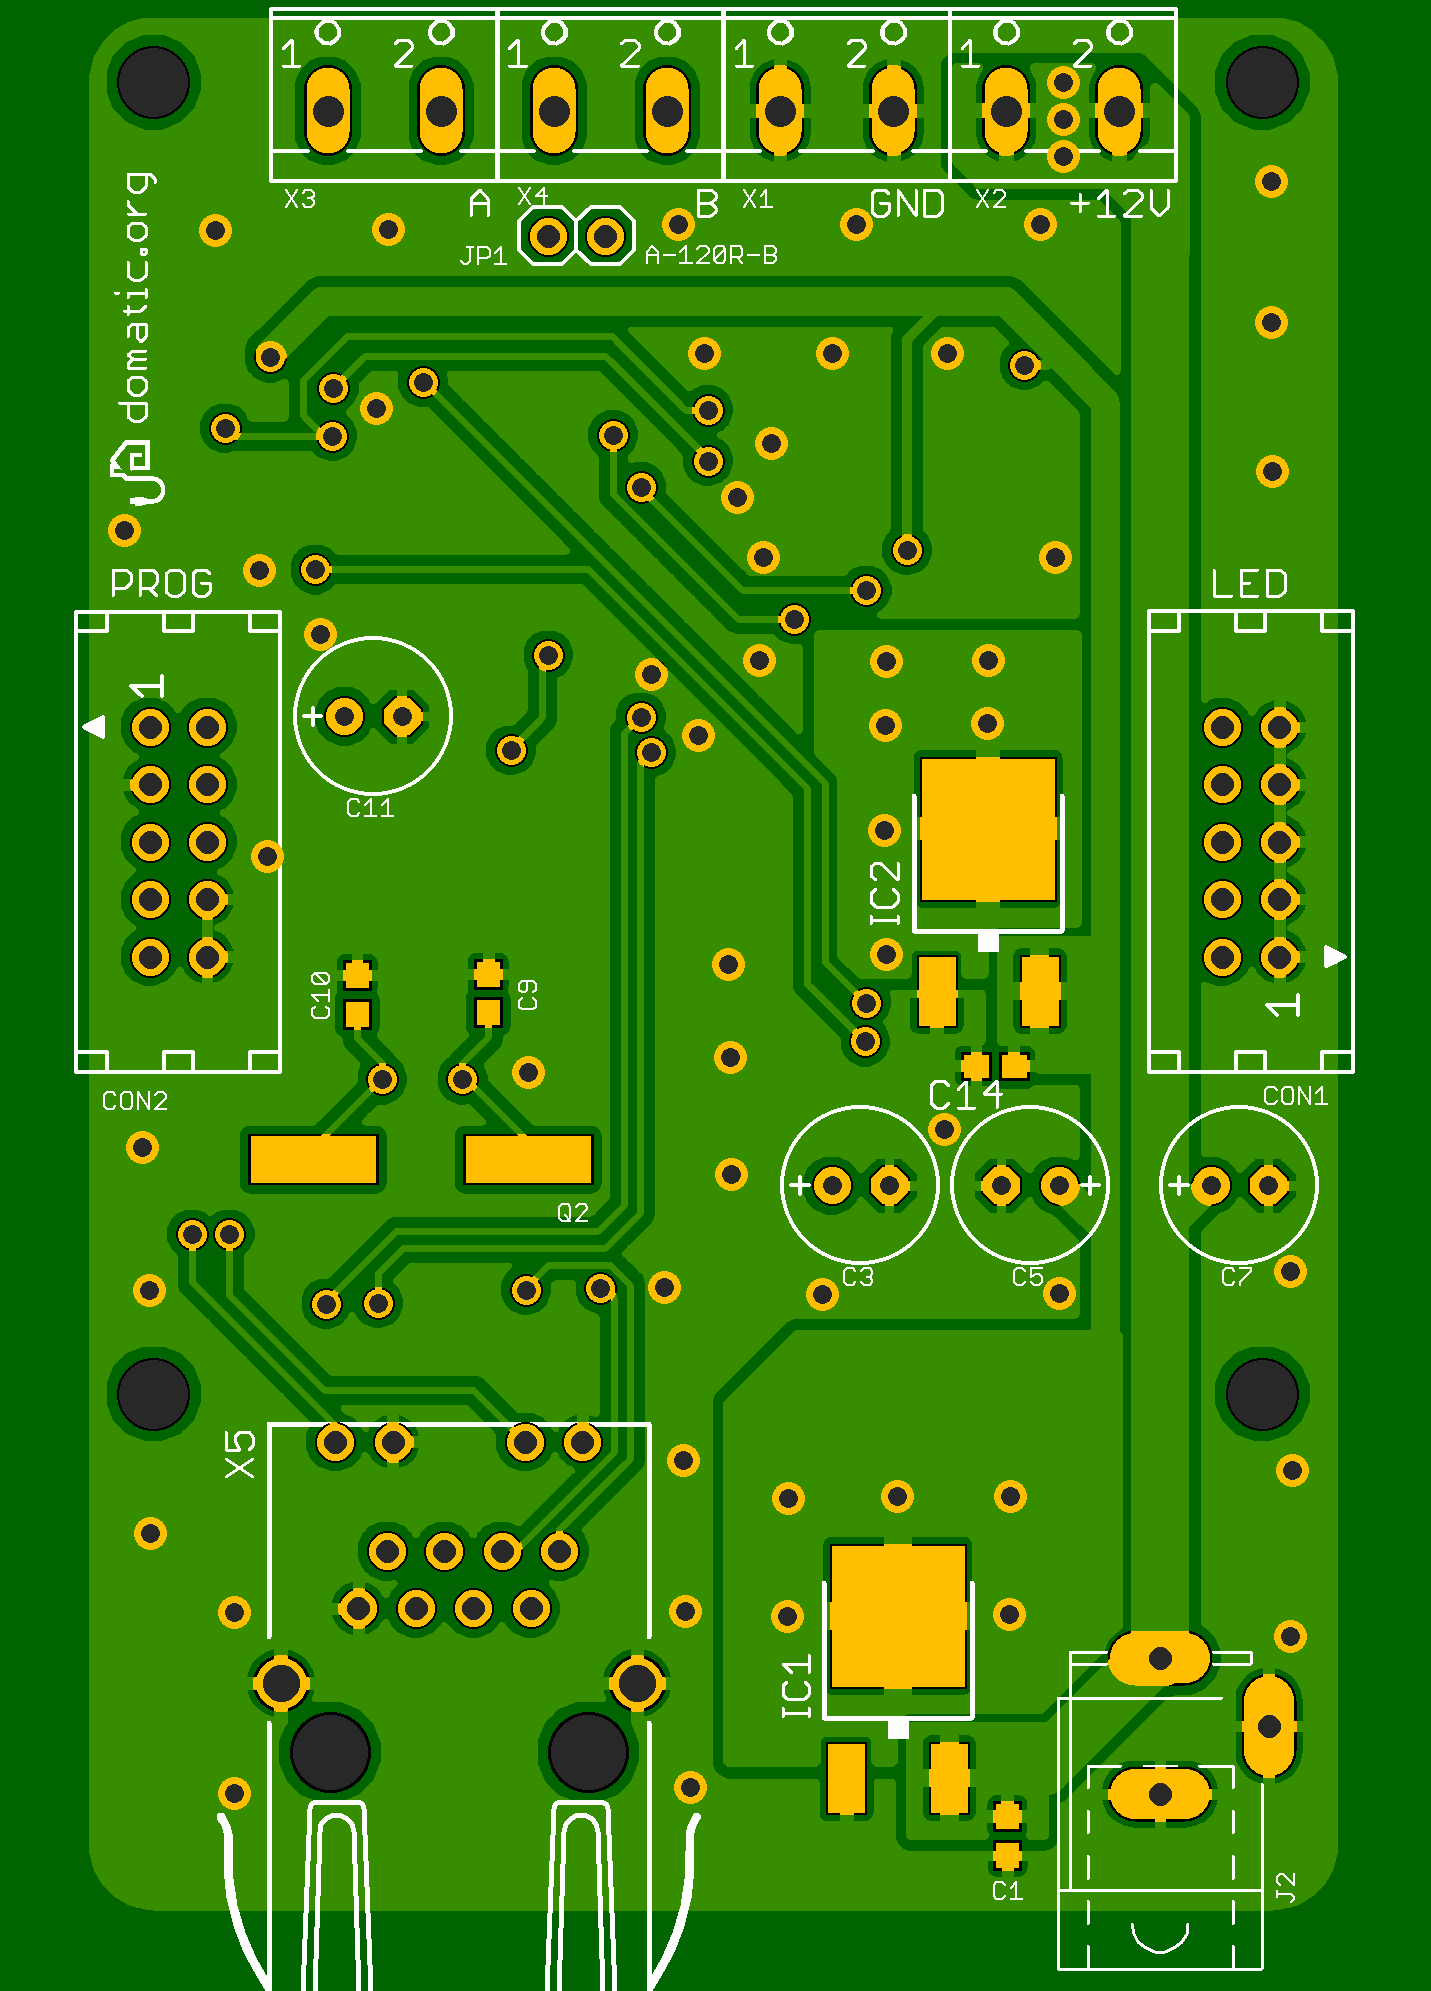 1 2 1 2 1 2 1 2
X3 A X4 B X1 GND X2 +12V
JP1 A-120R-B
domatic.org
PROG LED
1
+
C11
IC2
C10 C9
1
CON2 CON1
C14
+ + +
Q2
C3 C5 C7
X5
IC1
C1
J2